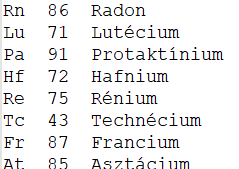 Rn 86 Radon
Lu 71 Lutécium
Pa 91 Protaktínium
Hf 72 Hafnium
Re 75 Rénium
Tc 43 Technécium
Fr 87 Francium
At 85 Asztácium